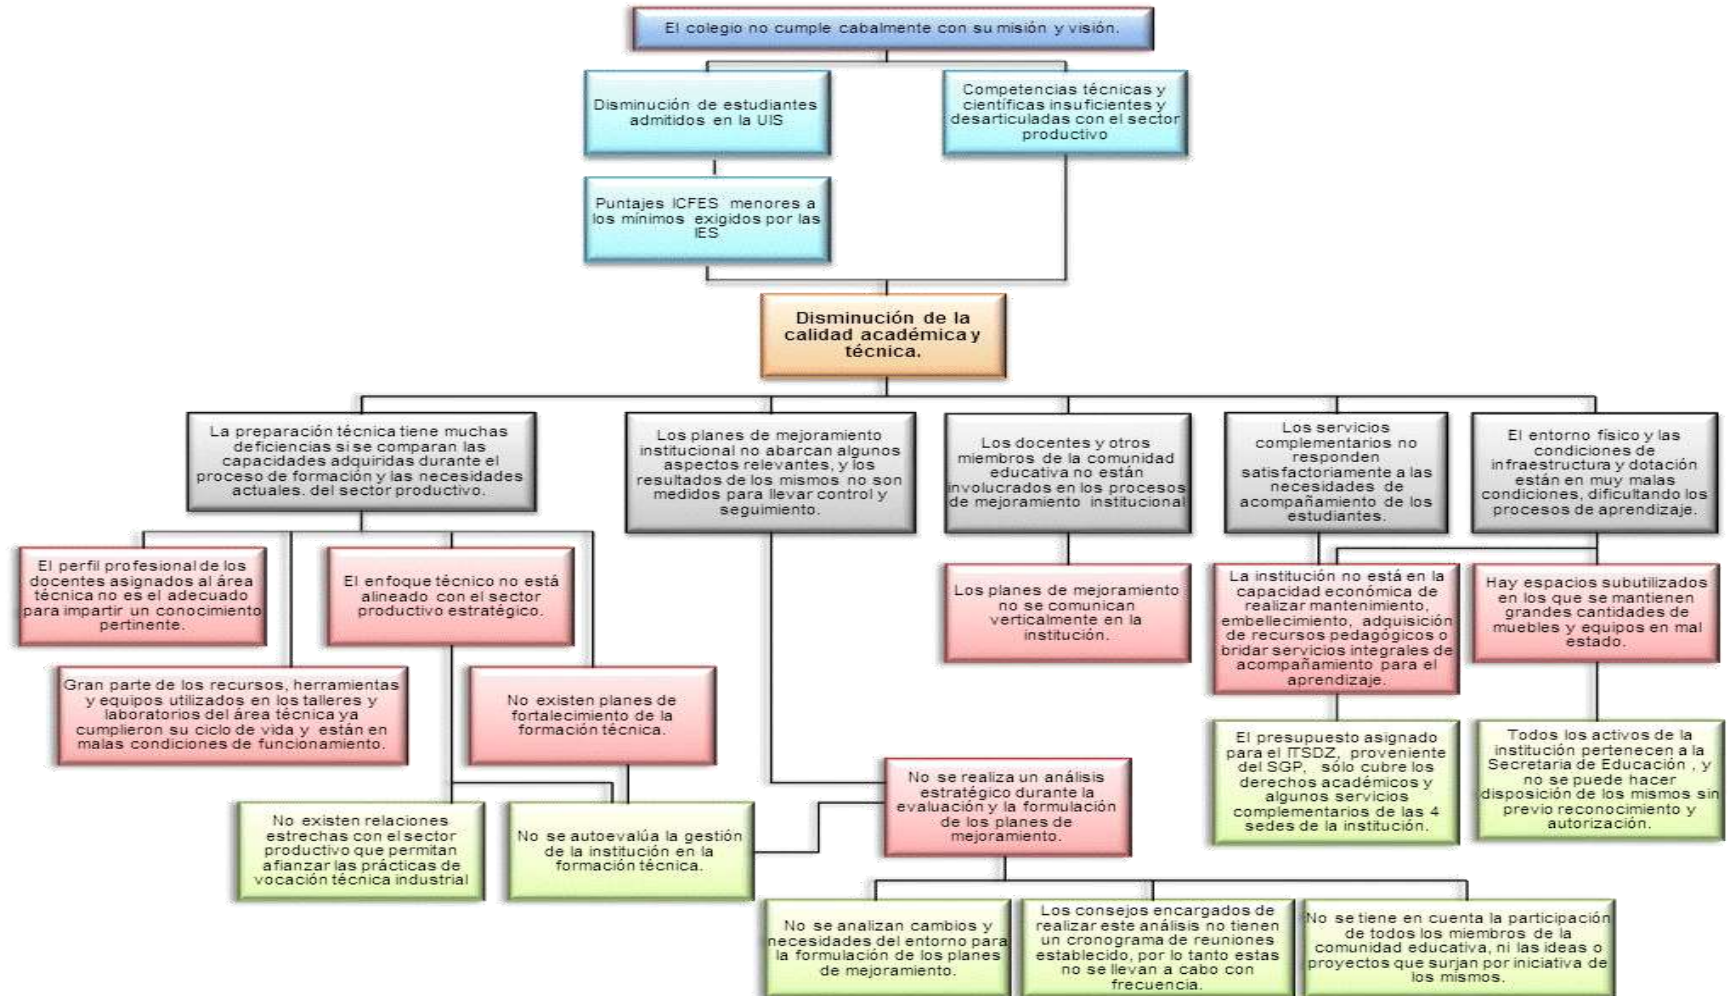 El colegio no cumple cabalmente con su misión y visión.
Disminución de estudiantes
admitidos en la UIS
Competencias técnicas y
científicas insuficientes y
desarticuladas con el sector
productivo
Puntajes ICFES menores a
los mínimos exigidos por las
IES
Disminución de la
calidad académica y
técnica.
La preparación técnica tiene muchas
deficiencias si se comparan las
capacidades adquiridas durante el
proceso de formación y las necesidades
actuales. del sector productivo.
Los planes de mejoramiento
institucional no abarcan algunos
aspectos relevantes, y los
resultados de los mismos no son
medidos para llevar control y
seguimiento.
Los docentes y otros
miembros de la comunidad
educativa no están
involucrados en los procesos
de mejoramiento institucional
Los servicios
complementarios no
responden
satisfactoriamente a las
necesidades de
acompañamiento de los
estudiantes.
El entorno físico y las
condiciones de
infraestructura y dotación
están en muy malas
condiciones, dificultando los
procesos de aprendizaje.
El perfil profesional de los
docentes asignados al área
técnica no es el adecuado
para impartir un conocimiento
pertinente.
El enfoque técnico no está
alineado con el sector
productivo estratégico.
Los planes de mejoramiento
no se comunican
verticalmente en la
institución.
La institución no está en la
capacidad económica de
realizar mantenimiento,
embellecimiento, adquisición
de recursos pedagógicos o
bridar servicios integrales de
acompañamiento para el
aprendizaje.
Hay espacios subutilizados
en los que se mantienen
grandes cantidades de
muebles y equipos en mal
estado.
Gran parte de los recursos, herramientas
y equipos utilizados en los talleres y
laboratorios del área técnica ya
cumplieron su ciclo de vida y están en
malas condiciones de funcionamiento.
No existen planes de
fortalecimiento de la
formación técnica.
El presupuesto asignado
para el ITSDZ, proveniente
del SGP, sólo cubre los
derechos académicos y
algunos servicios
complementarios de las 4
sedes de la institución.
Todos los activos de la
institución pertenecen a la
Secretaria de Educación , y
no se puede hacer
disposición de los mismos sin
previo reconocimiento y
autorización.
No se realiza un análisis
estratégico durante la
evaluación y la formulación
de los planes de
mejoramiento.
No existen relaciones
estrechas con el sector
productivo que permitan
afianzar las prácticas de
vocación técnica industrial
No se autoevalúa la gestión
de la institución en la
formación técnica.
No se analizan cambios y
necesidades del entorno para
la formulación de los planes
de mejoramiento.
Los consejos encargados de
realizar este análisis no tienen
un cronograma de reuniones
establecido, por lo tanto estas
no se llevan a cabo con
frecuencia.
No se tiene en cuenta la participación
de todos los miembros de la
comunidad educativa, ni las ideas o
proyectos que surjan por iniciativa de
los mismos.